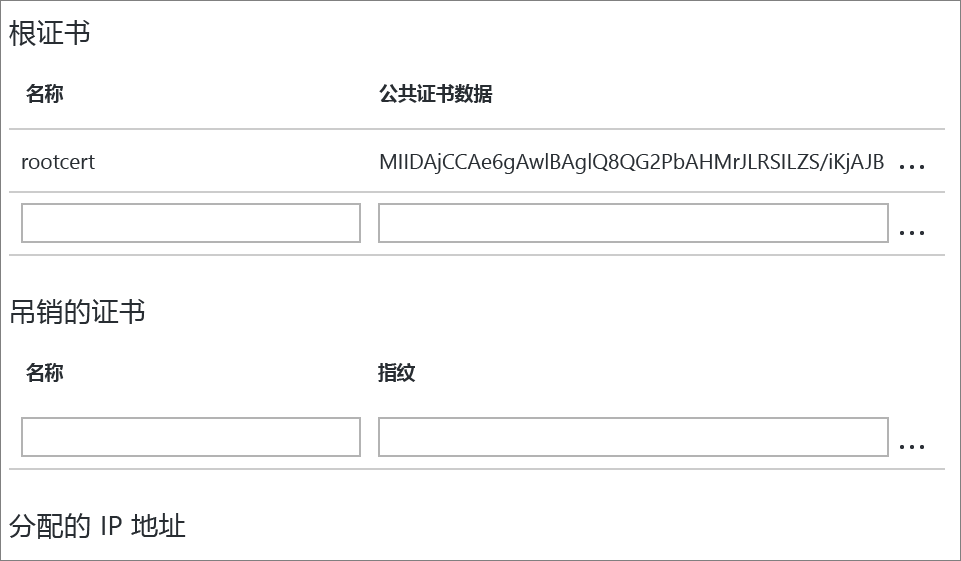 根证书
名称 公共证书数据
rootcert MIIDAjCCAe6gAwlBAglQ8QG2PbAHMrJLRSILZS/iKjAJB ...
...
吊销的证书
名称 指纹
...
分配的 IP 地址